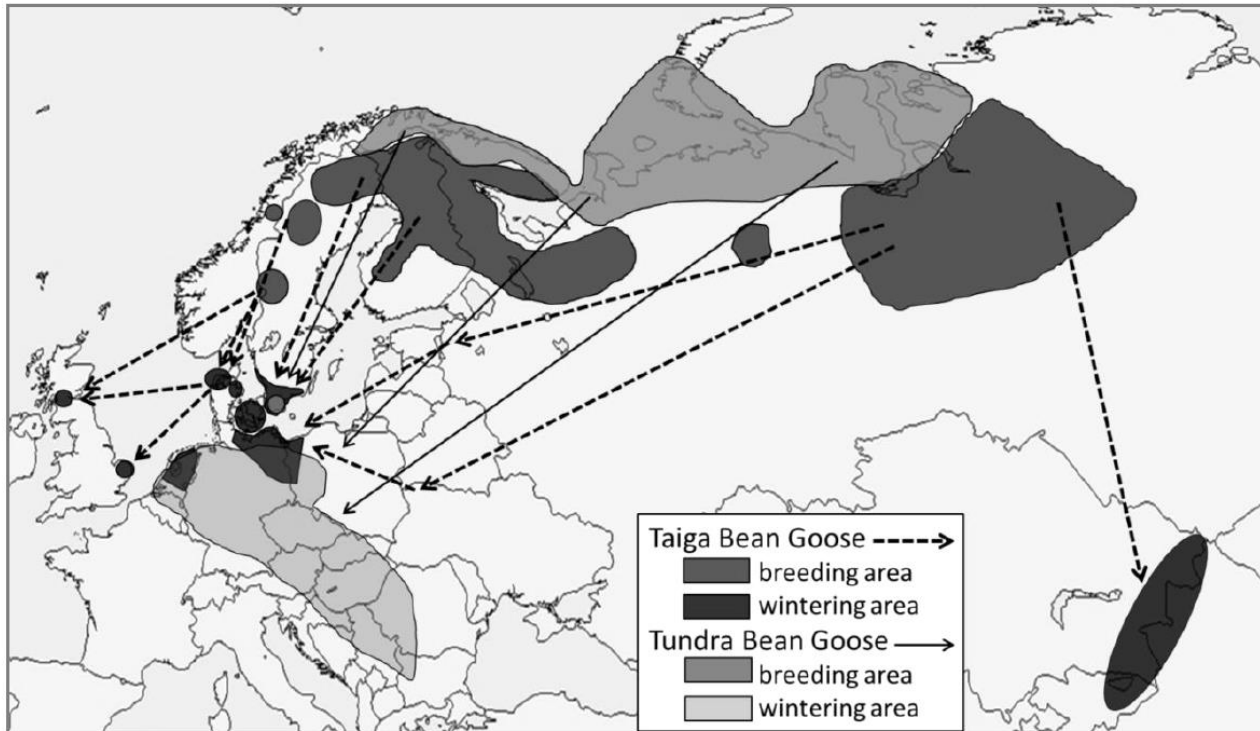 Taiga Bean Goose
breeding area
wintering area
Tundra Bean Goose
breeding area
wintering area